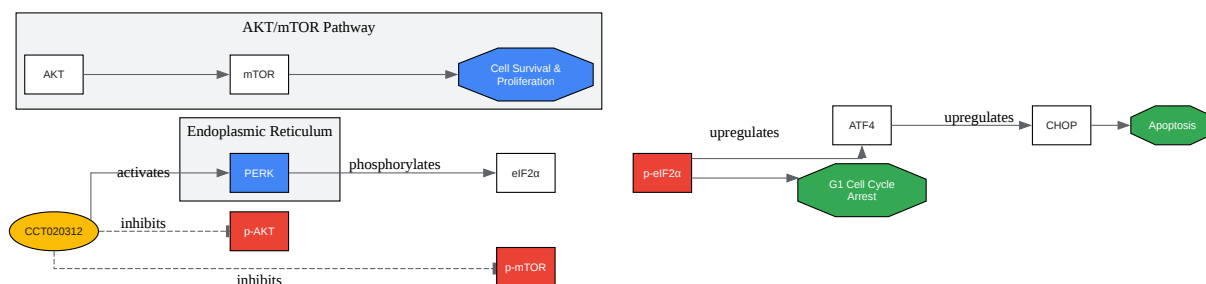 AKT/mTOR Pathway
AKT
mTOR
Cell Survival &
Proliferation
Endoplasmic Reticulum
activates
PERK
phosphorylates
eIF2α
CCT020312
inhibits
p-AKT
inhibits
p-mTOR
p-eIF2α
upregulates
ATF4
upregulates
CHOP
Apoptosis
G1 Cell Cycle
Arrest